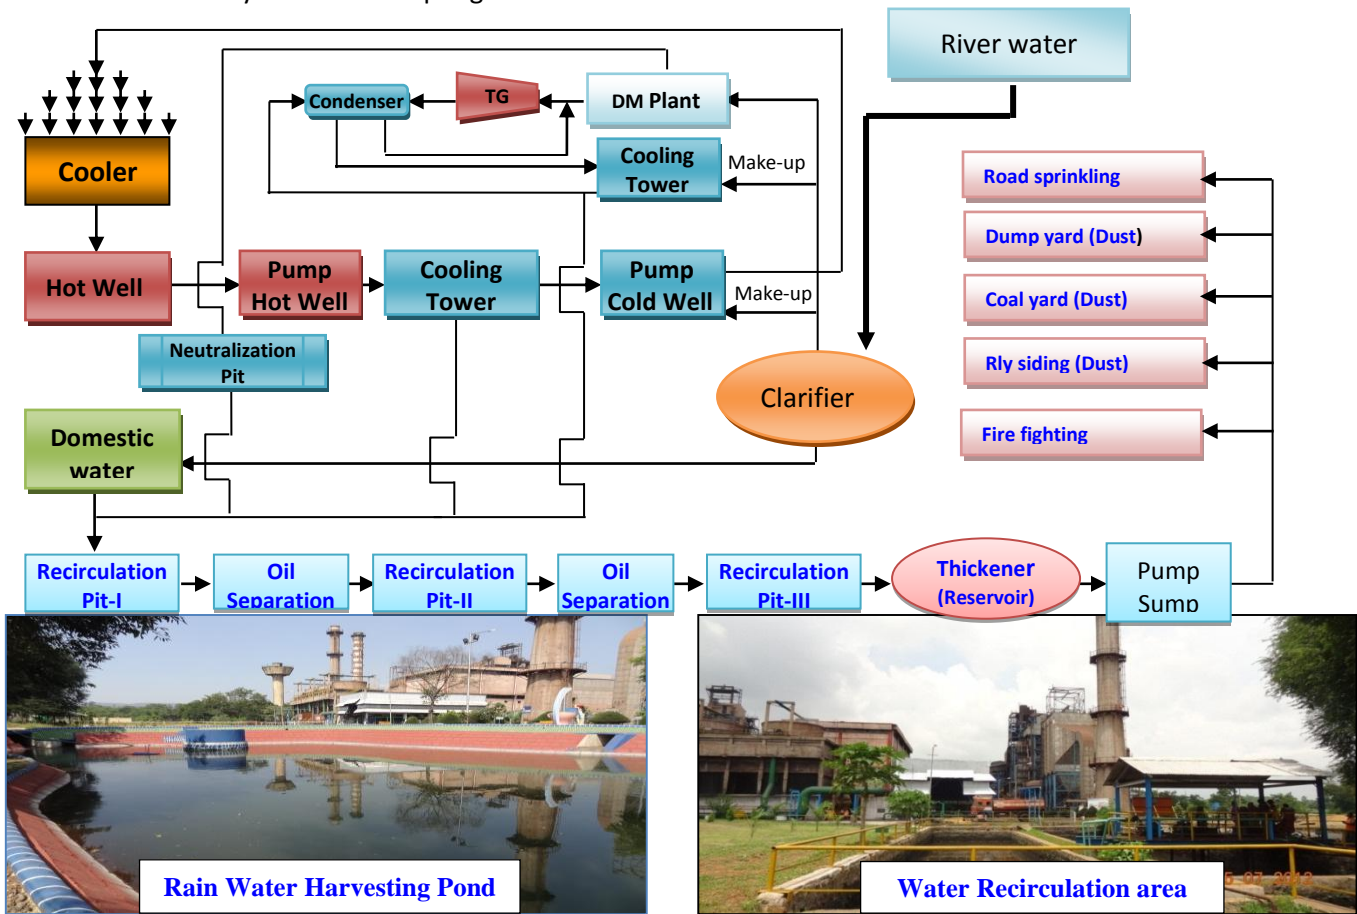 River water
Condenser
TG
DM Plant
Cooler
Cooling
Tower
Make-up
Road sprinkling
Dump yard (Dust)
Hot Well
Pump
Hot Well
Cooling
Tower
Pump
Cold Well
Make-up
Coal yard (Dust)
Neutralization
Pit
Rly siding (Dust)
Clarifier
Domestic
water
Fire fighting
Recirculation
Pit-I
Oil
Separation
Recirculation
Pit-II
Oil
Separation
Recirculation
Pit-III
Thickener
(Reservoir)
Pump
Sump
Rain Water Harvesting Pond
Water Recirculation area